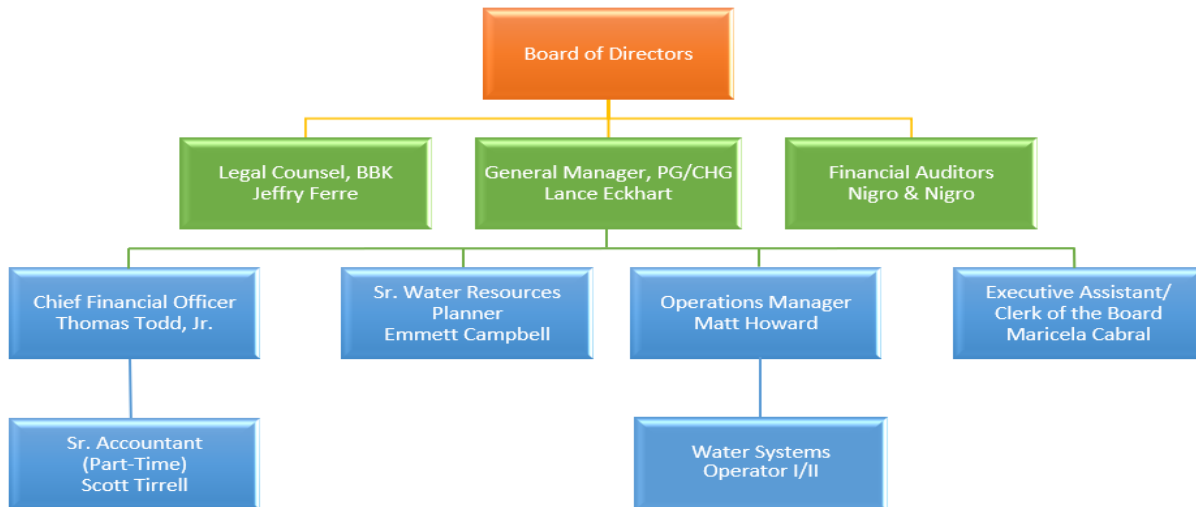 Board of Directors
Legal Counsel, BBK
Jeffry Ferre
General Manager, PG/CHG
Lance Eckhart
Financial Auditors
Nigro & Nigro
Chief Financial Officer
Thomas Todd, Jr.
Sr. Water Resources
Planner
Emmett Campbell
Operations Manager
Matt Howard
Executive Assistant/
Clerk of the Board
Maricela Cabral
Sr. Accountant
(Part-Time)
Scott Tirrell
Water Systems
Operator I/II